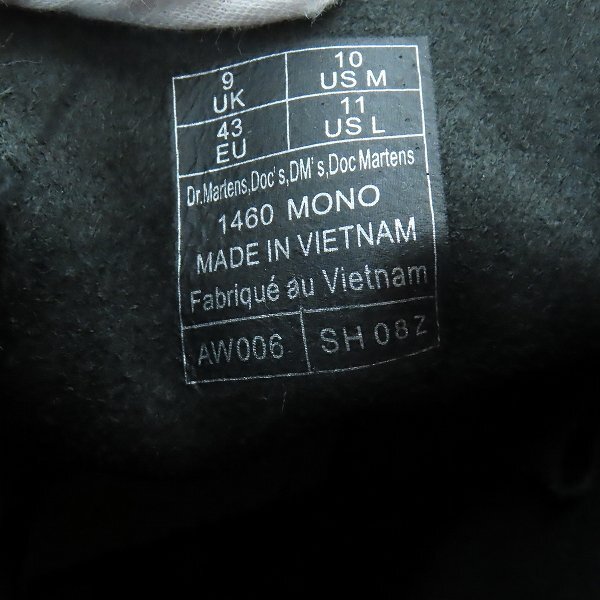 9 UK 10 US M
43 EU 11 US L
Dr.Martens,Doc's,DM's,Doc Martens
1460 MONO
MADE IN VIETNAM
Fabriqué au Vietnam
AW006 SH 08Z